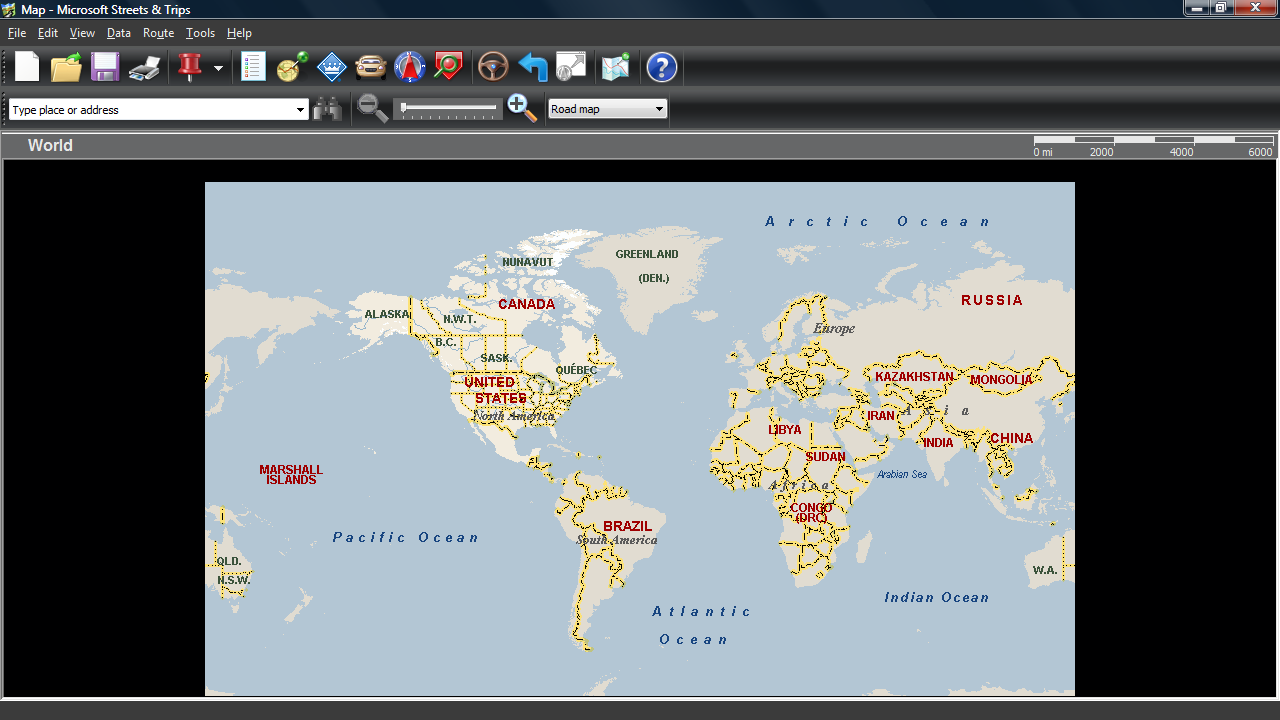 Map - Microsoft Streets & Trips
File Edit View Data Route Tools Help
Type place or address
Road map
World
0 mi 2000 4000 6000
Arctic Ocean
GREENLAND
(DEN.)
NUNAVUT
CANADA
RUSSIA
ALASKA
N.W.T.
Europe
B.C.
SASK.
QUÉBEC
KAZAKHSTAN
MONGOLIA
UNITED
STATES
North America
IRAN
Asia
LIBYA
INDIA
CHINA
SUDAN
MARSHALL
ISLANDS
Arabian Sea
Africa
CONGO
(DRC)
BRAZIL
South America
Pacific Ocean
QLD.
N.S.W.
W.A.
Indian Ocean
Atlantic
Ocean